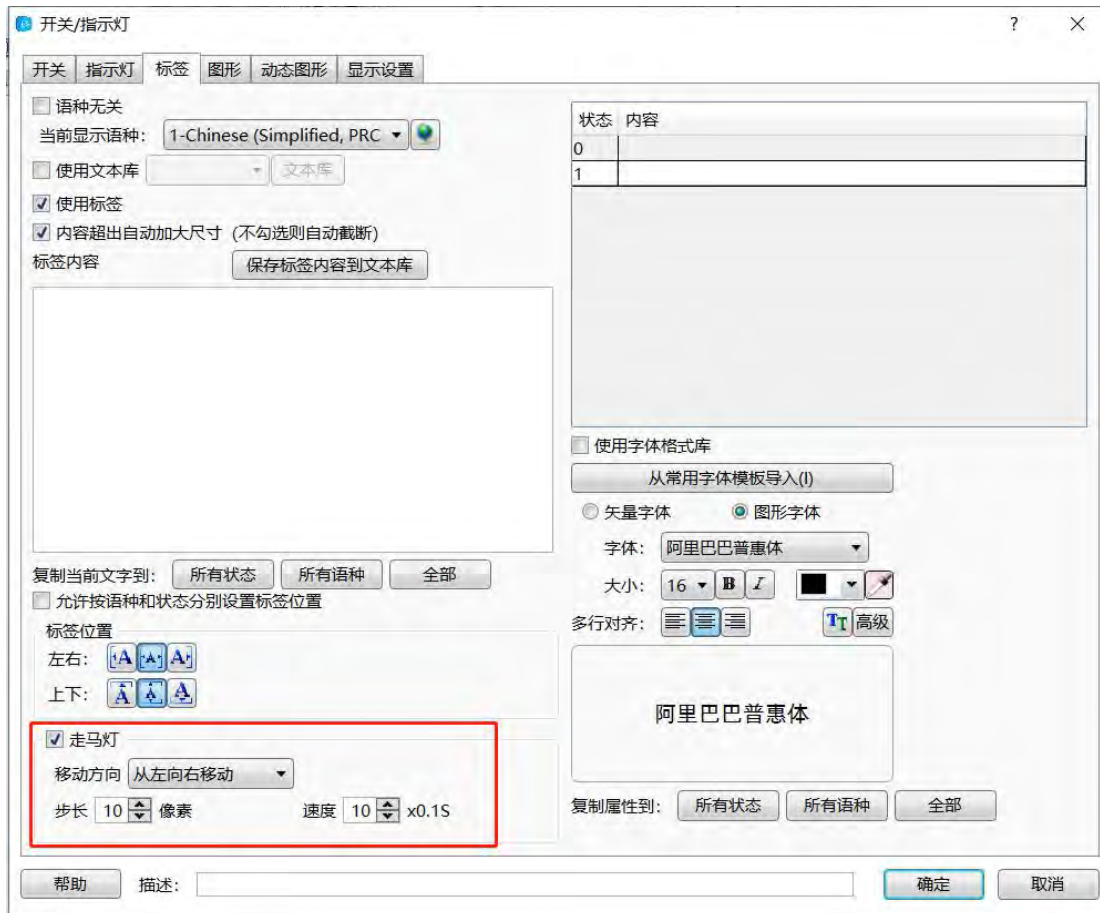 开关/指示灯
开关 指示灯 标签 图形 动态图形 显示设置
语种无关
当前显示语种： 1-Chinese (Simplified, PRC
使用文本库 文本库
使用标签
内容超出自动加大尺寸 (不勾选则自动截断)
标签内容 保存标签内容到文本库
复制当前文字到： 所有状态 所有语种 全部
允许按语种和状态分别设置标签位置
标签位置
左右： A A A
上下： A A A
走马灯
移动方向 从左向右移动
步长 10 像素 速度 10 x0.1S
状态 内容
0
1
使用字体格式库
从常用字体模板导入(I)
矢量字体 图形字体
字体： 阿里巴巴普惠体
大小： 16 B I
多行对齐： TT 高级
阿里巴巴普惠体
复制属性到： 所有状态 所有语种 全部
帮助 描述： 确定 取消